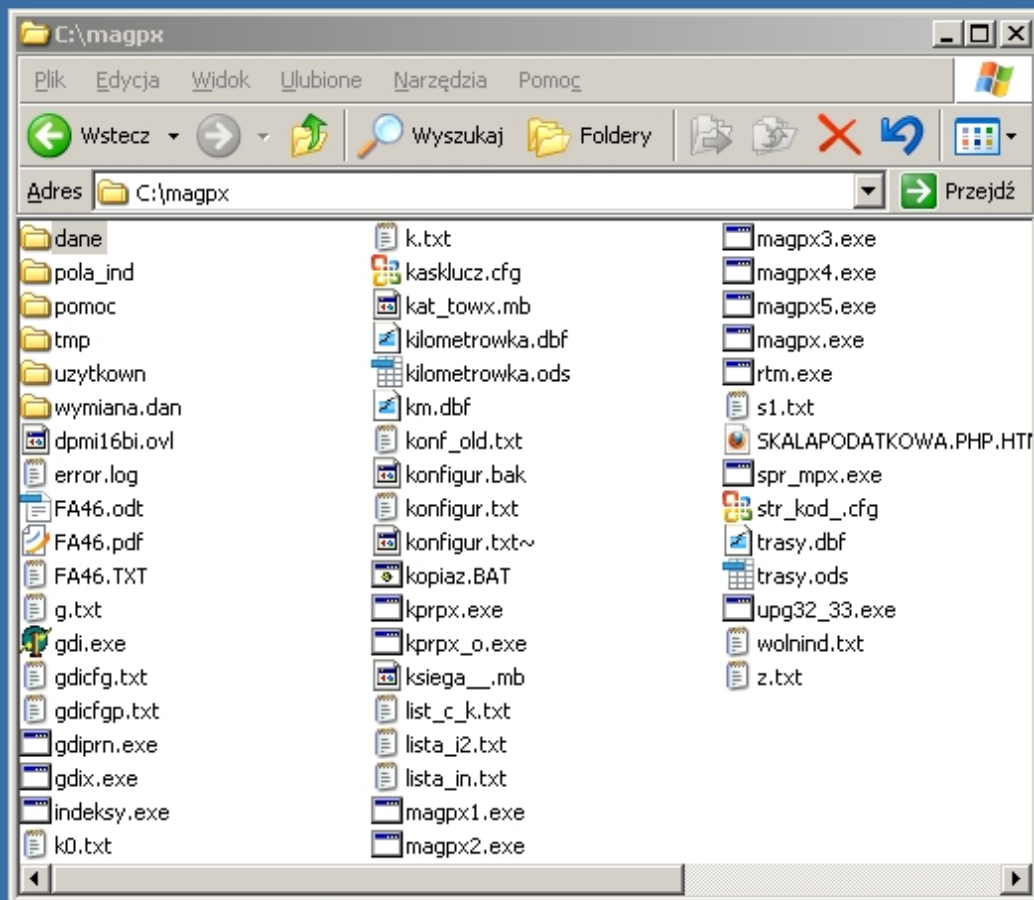 C:\magpx
Plik Edycja Widok Ulubione Narzędzia Pomoc
Wstecz Wyszukaj Foldery
Adres C:\magpx Przejdź
dane
pola_ind
pomoc
tmp
uzytkown
wymiana.dan
dpmi16bi.ovl
error.log
FA46.odt
FA46.pdf
FA46.TXT
g.txt
gdi.exe
gdicfg.txt
gdicfgp.txt
gdiprn.exe
gdix.exe
indeksy.exe
k0.txt
k.txt
kasklucz.cfg
kat_towx.mb
kilometrowka.dbf
kilometrowka.ods
km.dbf
konf_old.txt
konfigur.bak
konfigur.txt
konfigur.txt~
kopiaz.BAT
kprpx.exe
kprpx_o.exe
ksiega__.mb
list_c_k.txt
lista_i2.txt
lista_in.txt
magpx1.exe
magpx2.exe
magpx3.exe
magpx4.exe
magpx5.exe
magpx.exe
rtm.exe
s1.txt
SKALAPODATKOWA.PHP.HT
spr_mpx.exe
str_kod_.cfg
trasy.dbf
trasy.ods
upg32_33.exe
wolnind.txt
z.txt